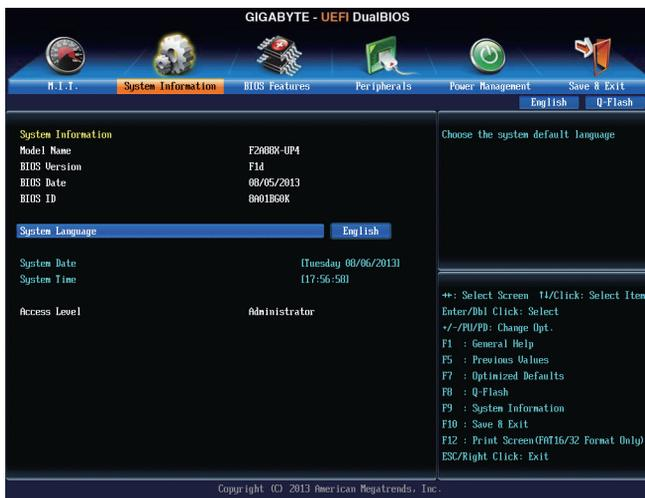 GIGABYTE - UEFI DualBIOS
M.I.T.
System Information
BIOS Features
Peripherals
Power Management
Save & Exit
English
Q-Flash
System Information
Model Name F2A88X-UP4
BIOS Version F1d
BIOS Date 08/05/2013
BIOS ID 8A01BG0K
System Language English
System Date [Tuesday 08/06/2013]
System Time [17:56:58]
Access Level Administrator
Choose the system default language
→←: Select Screen ↑↓/Click: Select Item
Enter/Dbl Click: Select
+/-/PU/PD: Change Opt.
F1 : General Help
F5 : Previous Values
F7 : Optimized Defaults
F8 : Q-Flash
F9 : System Information
F10 : Save & Exit
F12 : Print Screen(FAT16/32 Format Only)
ESC/Right Click: Exit
Copyright (C) 2013 American Megatrends, Inc.